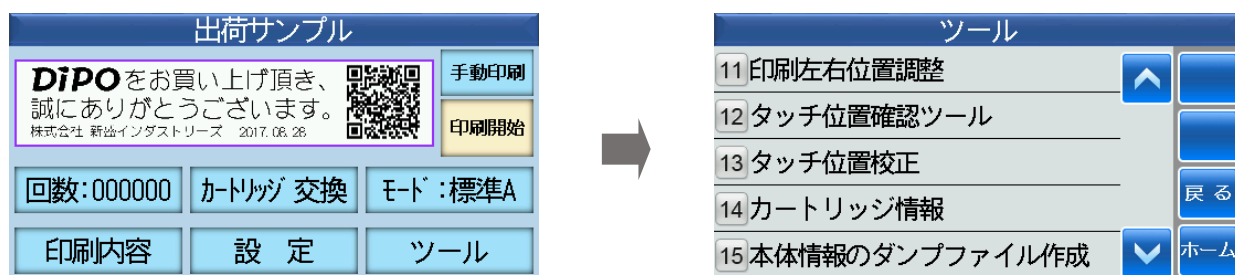 出荷サンプル
DiPOをお買い上げ頂き、
誠にありがとうございます。
株式会社 新盛インダストリーズ 2017.08.28
手動印刷
印刷開始
回数:000000
カートリッジ 交換
モード:標準A
印刷内容
設 定
ツール
ツール
11 印刷左右位置調整
12 タッチ位置確認ツール
13 タッチ位置校正
14 カートリッジ情報
15 本体情報のダンプファイル作成
戻る
ホーム